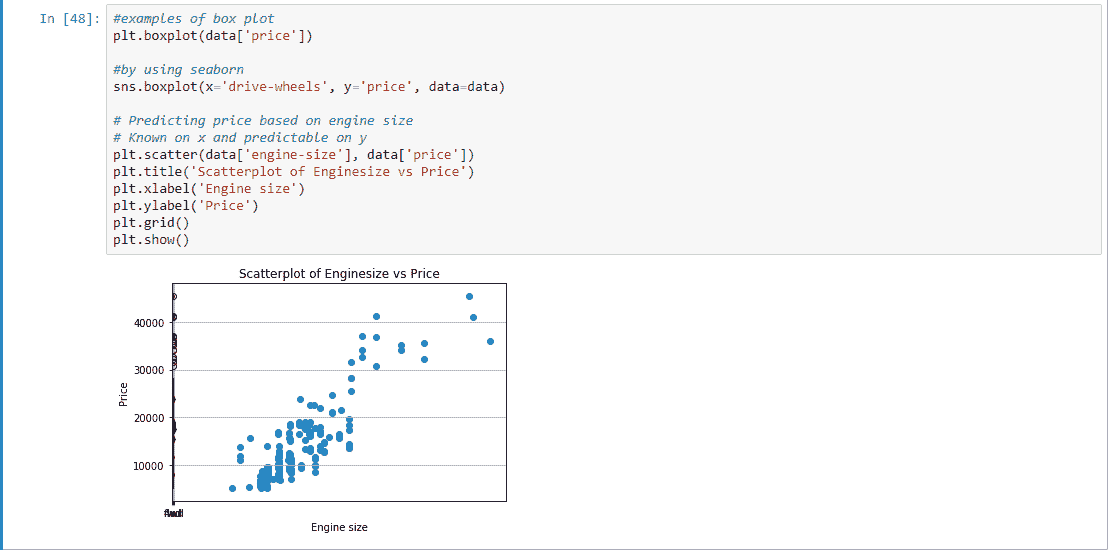 In [48]:
#examples of box plot
plt.boxplot(data['price'])
#by using seaborn
sns.boxplot(x='drive-wheels', y='price', data=data)
# Predicting price based on engine size
# Known on x and predictable on y
plt.scatter(data['engine-size'], data['price'])
plt.title('Scatterplot of Enginesize vs Price')
plt.xlabel('Engine size')
plt.ylabel('Price')
plt.grid()
plt.show()
Scatterplot of Enginesize vs Price
40000
30000
20000
10000
Price
Engine size